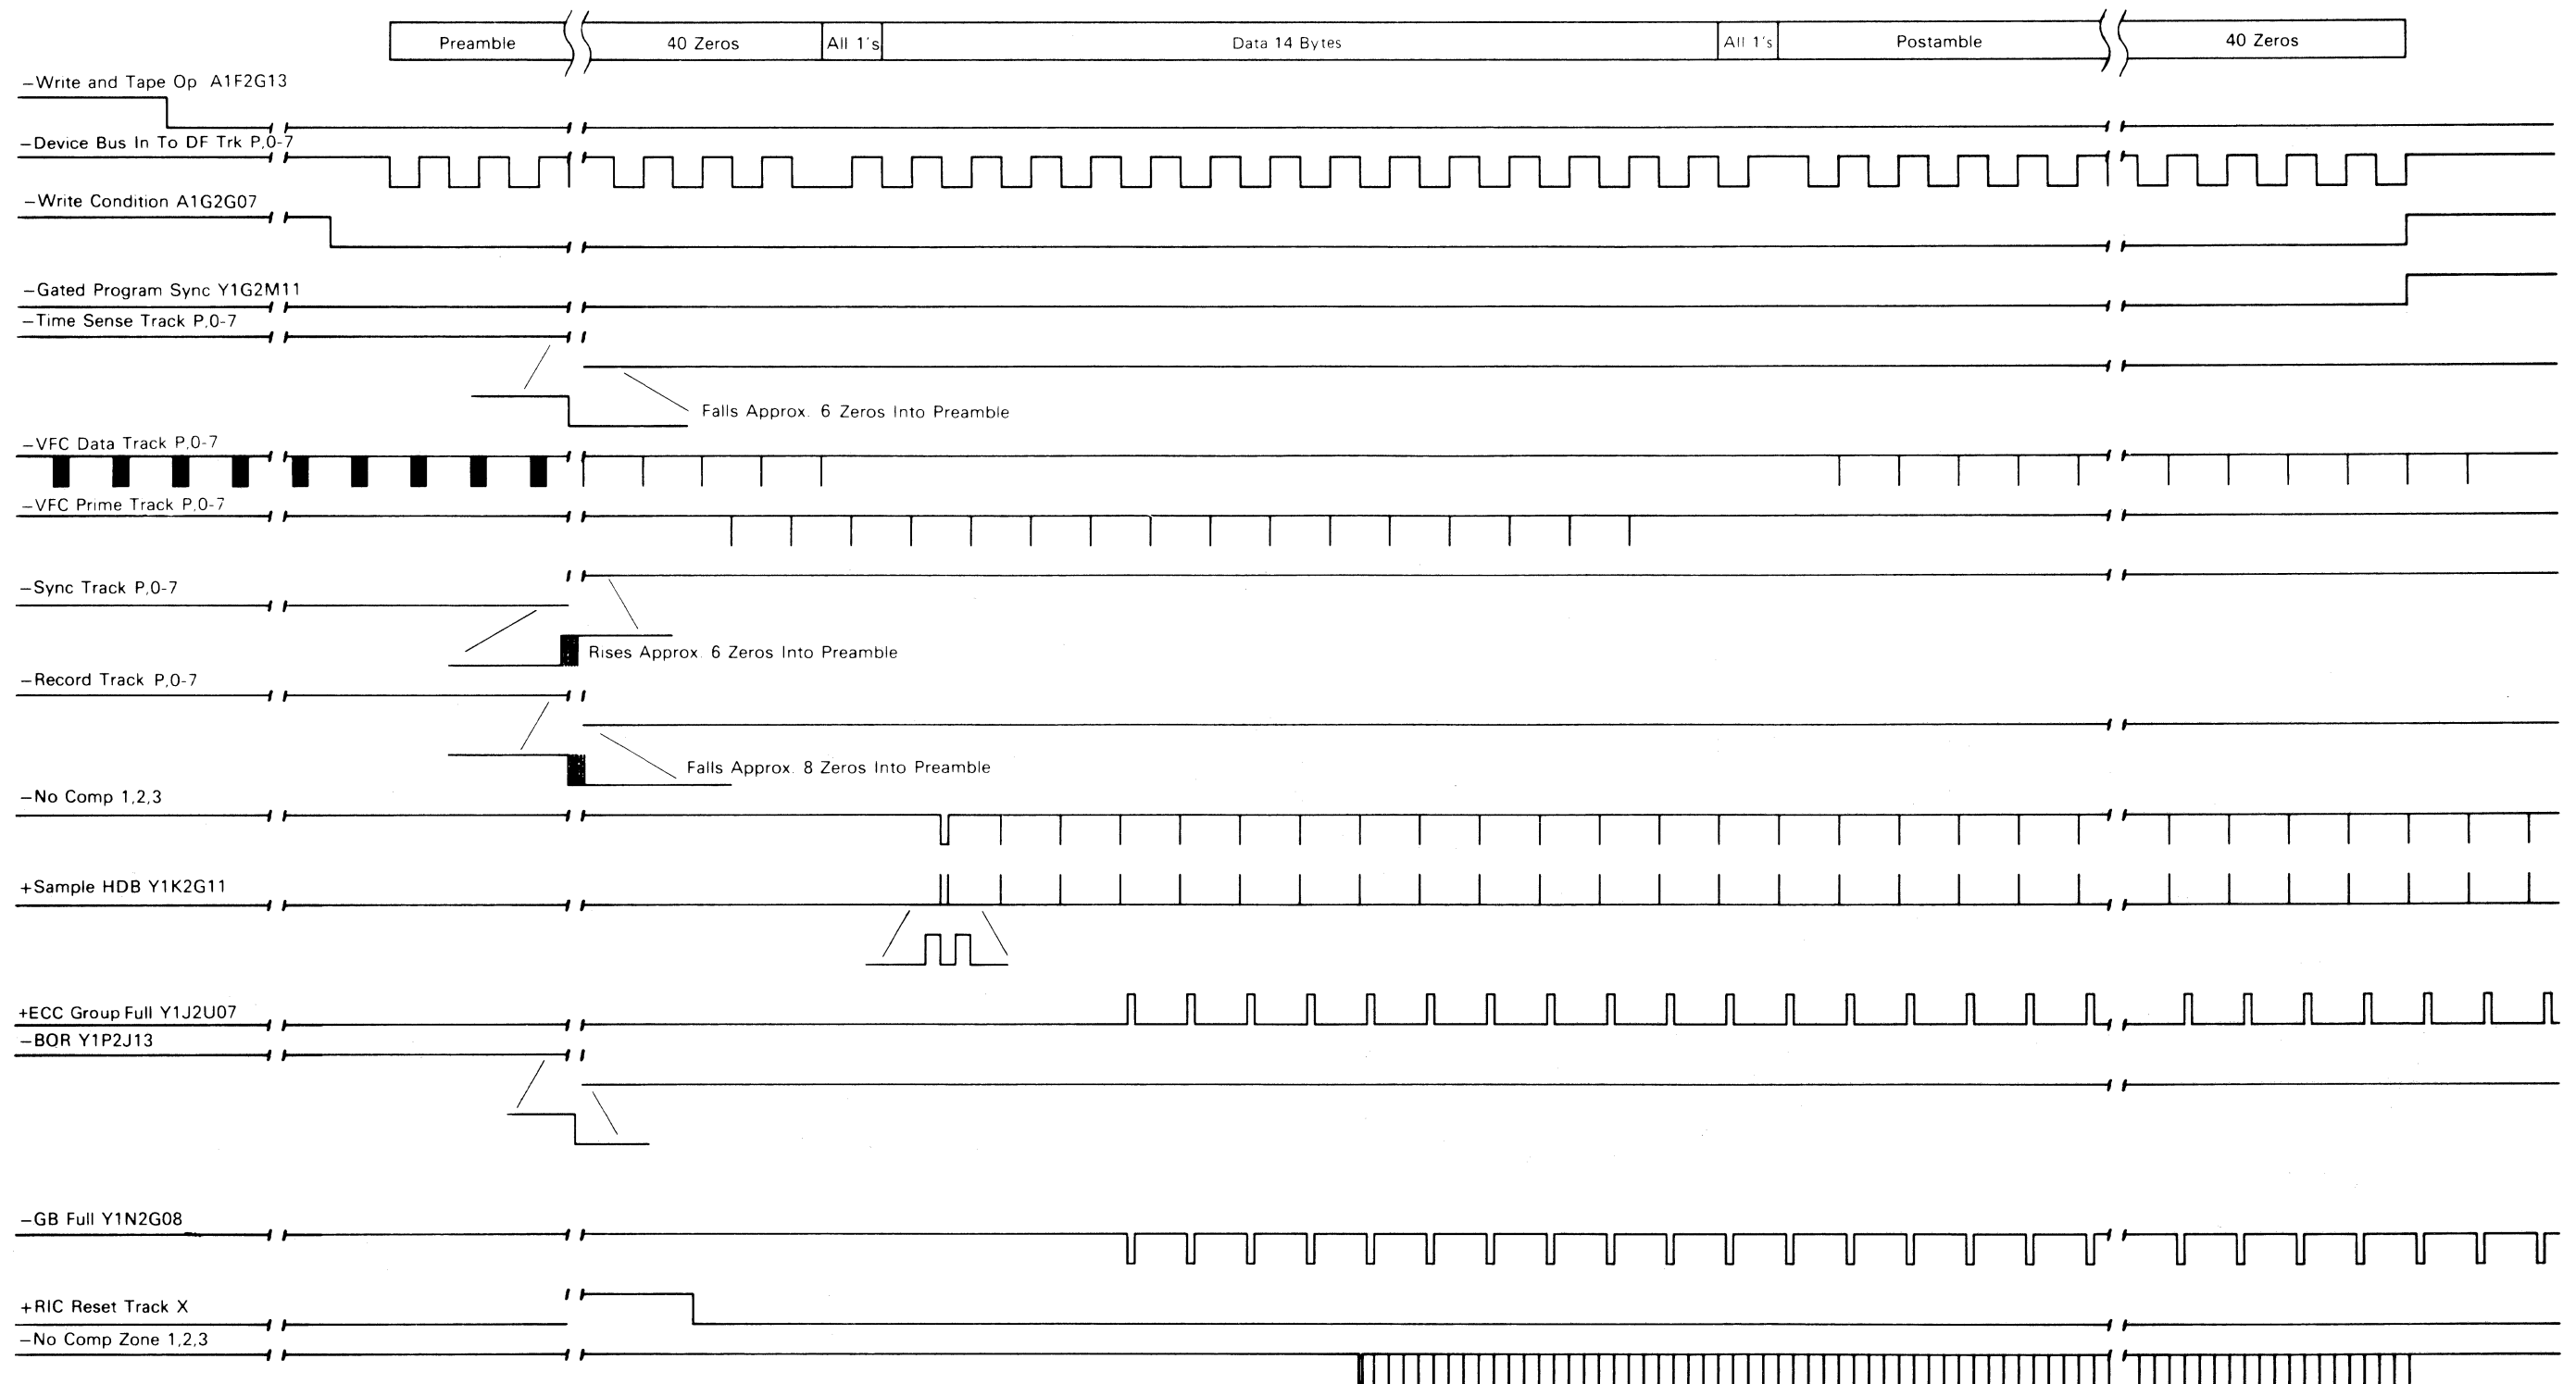 Preamble 40 Zeros All 1's Data 14 Bytes All 1's Postamble 40 Zeros
–Write and Tape Op A1F2G13
–Device Bus In To DF Trk P,0-7
–Write Condition A1G2G07
–Gated Program Sync Y1G2M11
–Time Sense Track P,0-7
Falls Approx. 6 Zeros Into Preamble
–VFC Data Track P,0-7
–VFC Prime Track P,0-7
–Sync Track P,0-7
Rises Approx. 6 Zeros Into Preamble
–Record Track P,0-7
Falls Approx. 8 Zeros Into Preamble
–No Comp 1,2,3
+Sample HDB Y1K2G11
+ECC Group Full Y1J2U07
–BOR Y1P2J13
–GB Full Y1N2G08
+RIC Reset Track X
–No Comp Zone 1,2,3